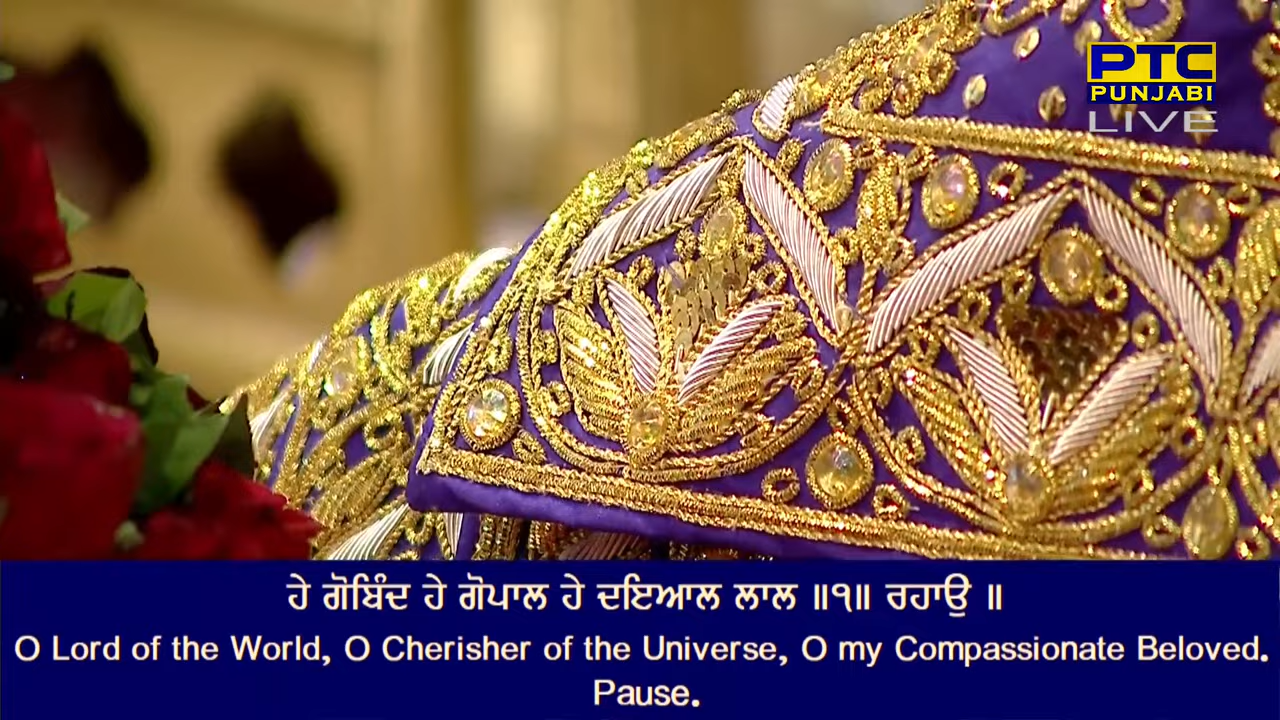 PTC
PUNJABI
LIVE
ਹੇ ਗੋਬਿੰਦ ਹੇ ਗੋਪਾਲ ਹੇ ਦਇਆਲ ਲਾਲ ॥੧॥ ਰਹਾਉ ॥
O Lord of the World, O Cherisher of the Universe, O my Compassionate Beloved.
Pause.